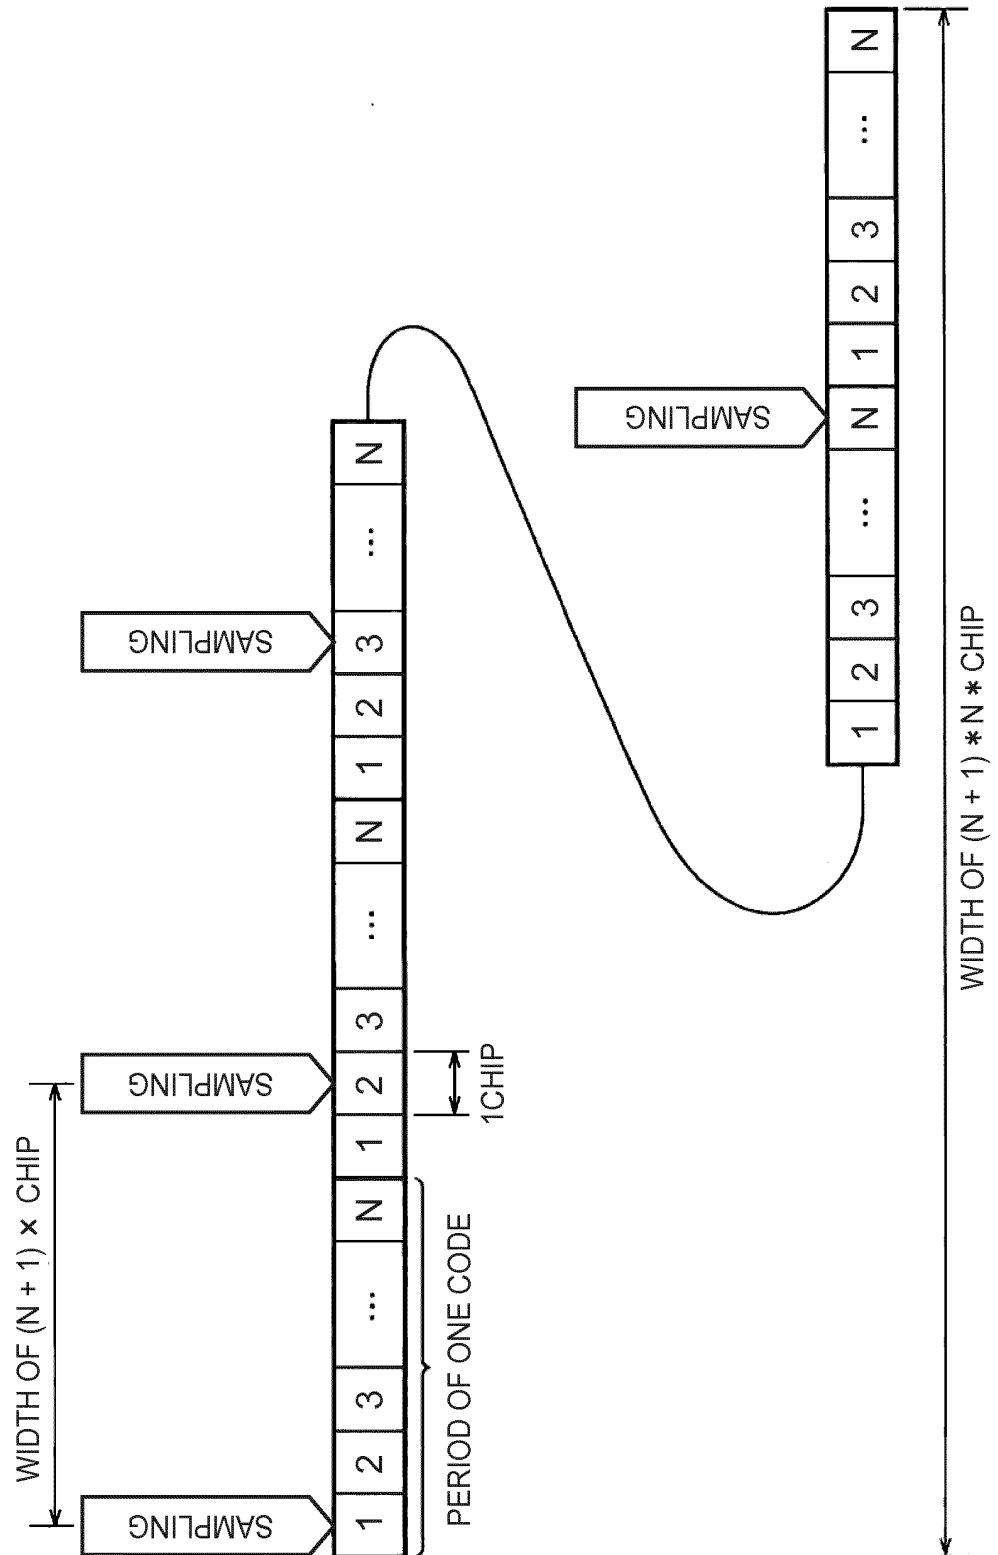 WIDTH OF (N + 1) × CHIP
SAMPLING
SAMPLING
SAMPLING
1 2 3 ... N 1 2 3 ... N 1 2 3 ... N
PERIOD OF ONE CODE
1CHIP
SAMPLING
1 2 3 ... N 1 2 3 ... N
WIDTH OF (N + 1) *N * CHIP